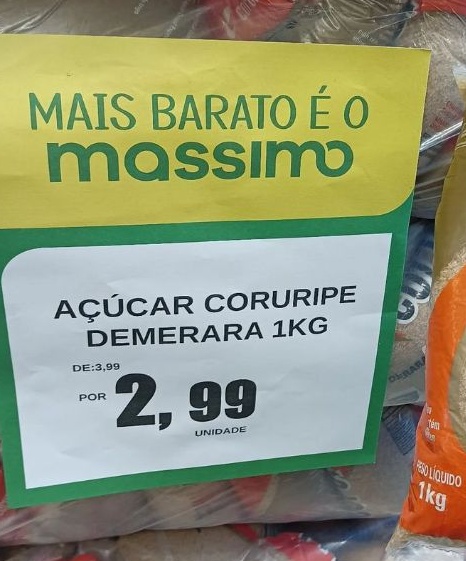 MAIS BARATO É O
massimo
AÇÚCAR CORURIPE
DEMERARA 1KG
DE:3,99
POR 2,99
UNIDADE
PESO LÍQUIDO
1kg